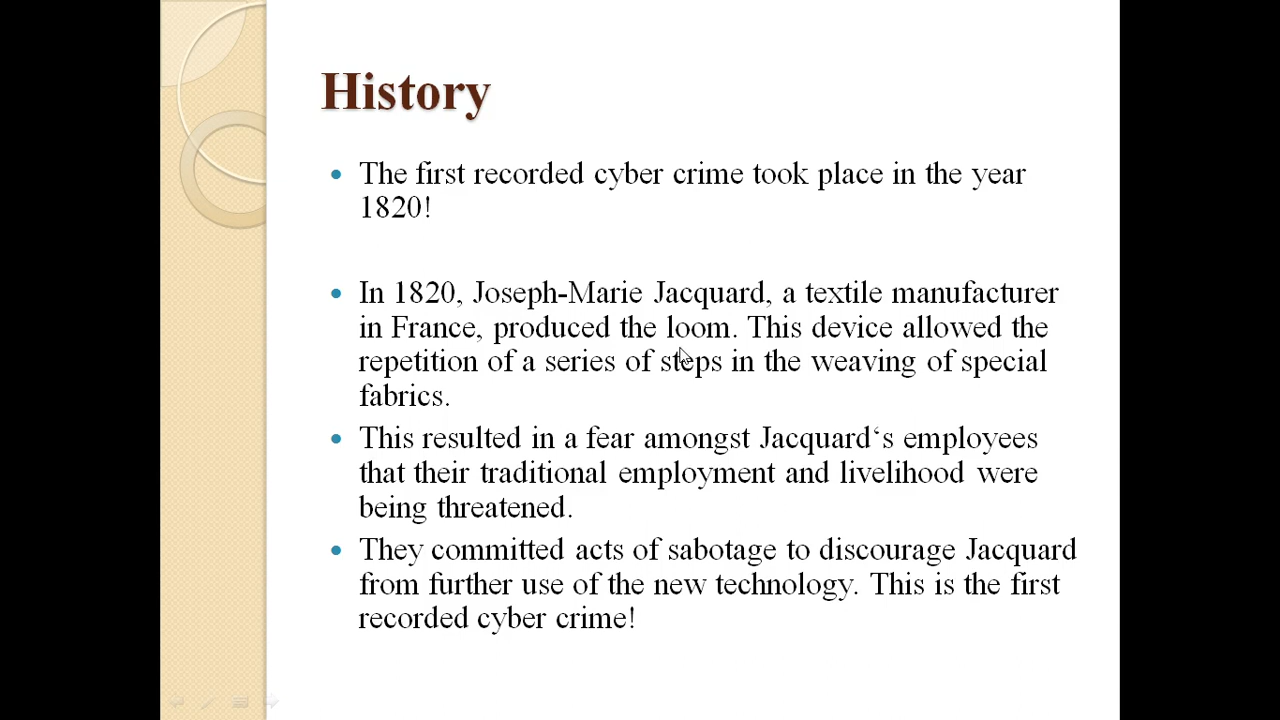 History
The first recorded cyber crime took place in the year
1820!
In 1820, Joseph-Marie Jacquard, a textile manufacturer
in France, produced the loom. This device allowed the
repetition of a series of steps in the weaving of special
fabrics.
This resulted in a fear amongst Jacquard‘s employees
that their traditional employment and livelihood were
being threatened.
They committed acts of sabotage to discourage Jacquard
from further use of the new technology. This is the first
recorded cyber crime!